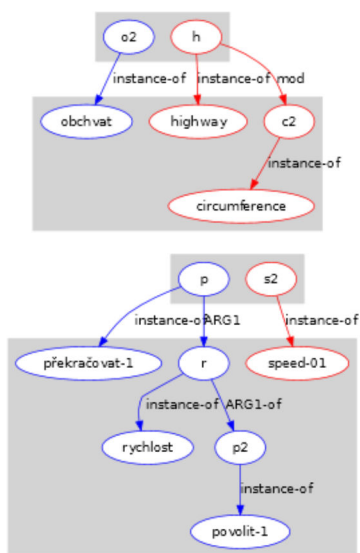 o2 h
instance-of instance-of mod
obchvat highway c2
instance-of
circumference
p s2
instance-of ARG1 instance-of
překračovat-1 r speed-01
instance-of ARG1-of
rychlost p2
instance-of
povolit-1